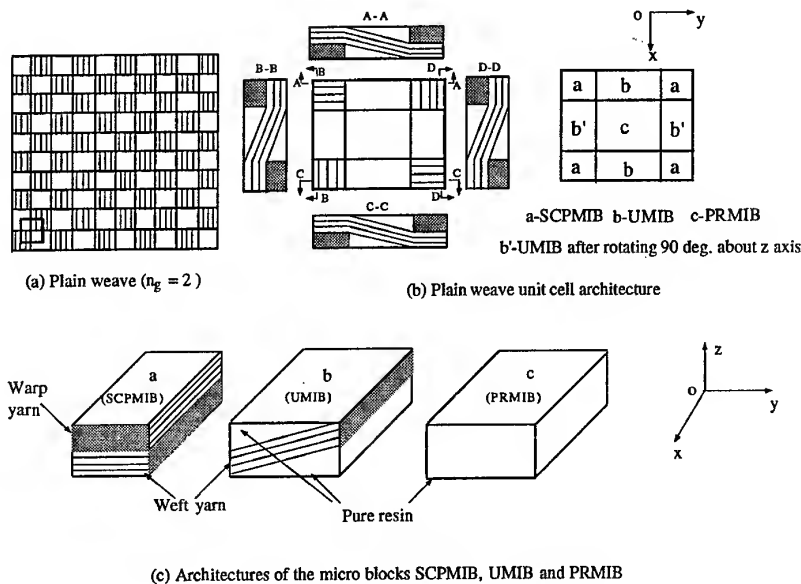 A-A
B-B
D-D
B
D
A
A
C
C
B
D
C-C
o
y
x
a b a
b' c b'
a b a
a-SCPMIB b-UMIB c-PRMIB
b'-UMIB after rotating 90 deg. about z axis
(a) Plain weave (n_g = 2 )
(b) Plain weave unit cell architecture
Warp
yarn
a
(SCPMIB)
b
(UMIB)
c
(PRMIB)
Weft yarn
Pure resin
z
o
y
x
(c) Architectures of the micro blocks SCPMIB, UMIB and PRMIB